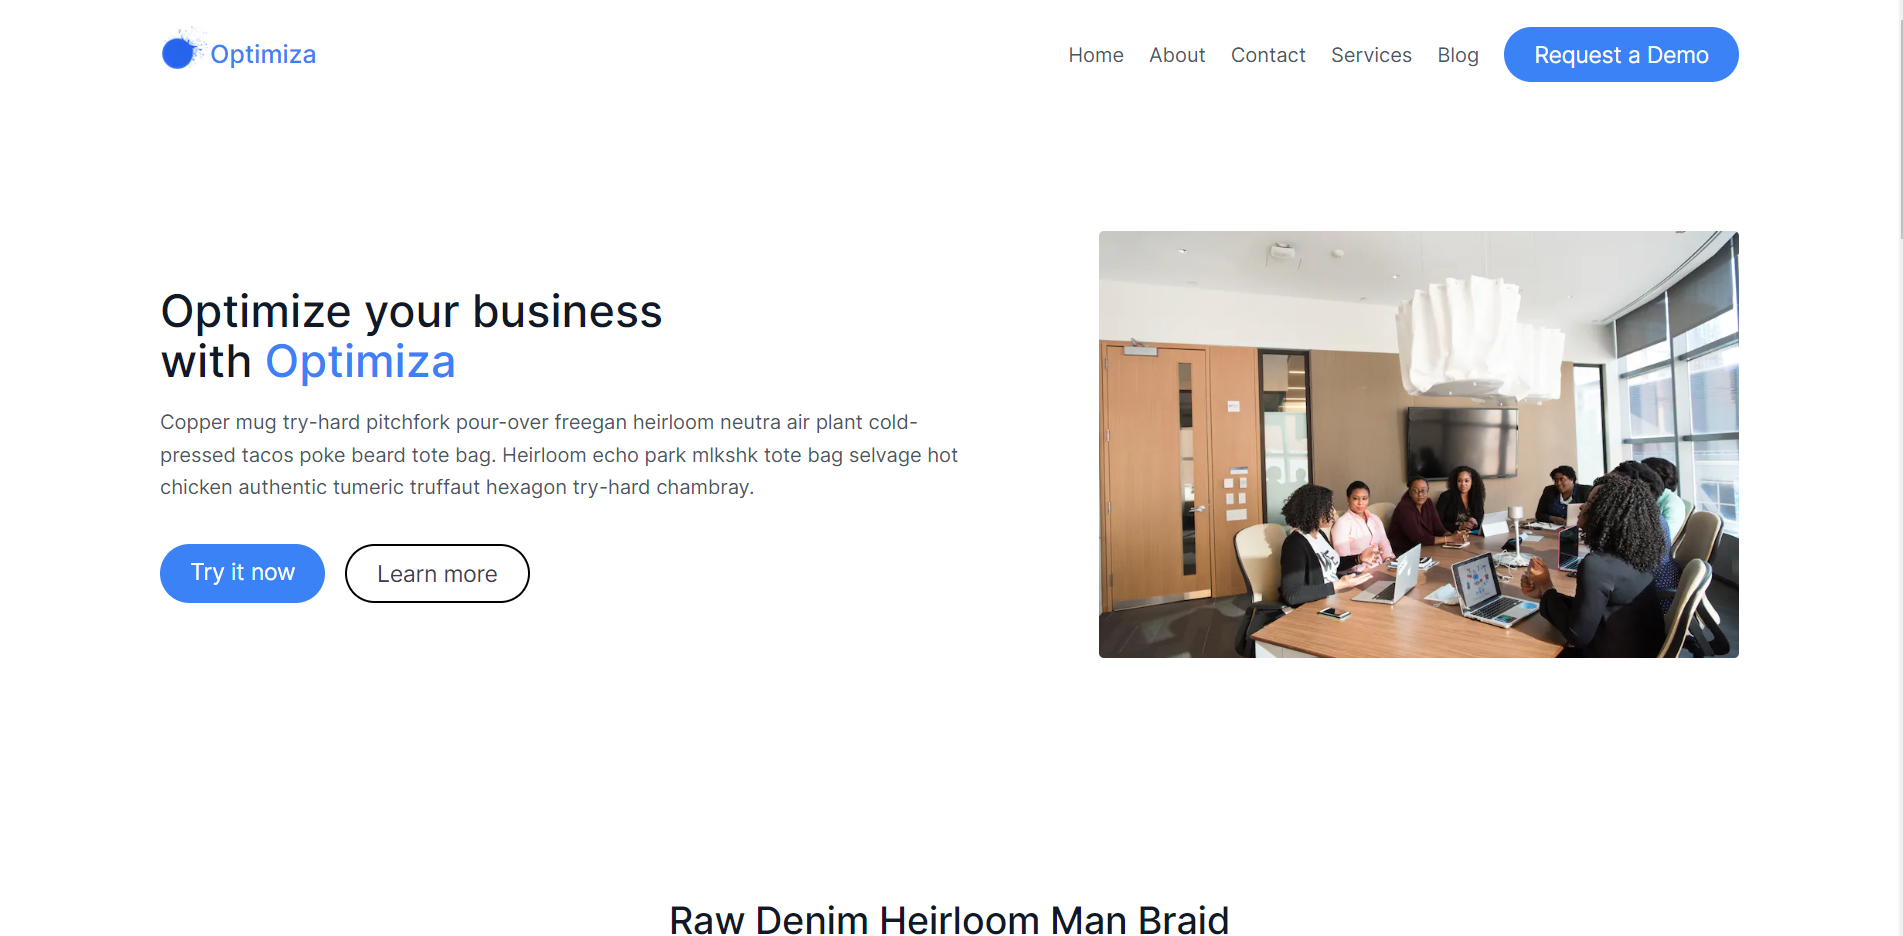 Optimiza
Home About Contact Services Blog Request a Demo
Optimize your business
with Optimiza
Copper mug try-hard pitchfork pour-over freegan heirloom neutra air plant cold-
pressed tacos poke beard tote bag. Heirloom echo park mlkshk tote bag selvage hot
chicken authentic tumeric truffaut hexagon try-hard chambray.
Try it now Learn more
Raw Denim Heirloom Man Braid